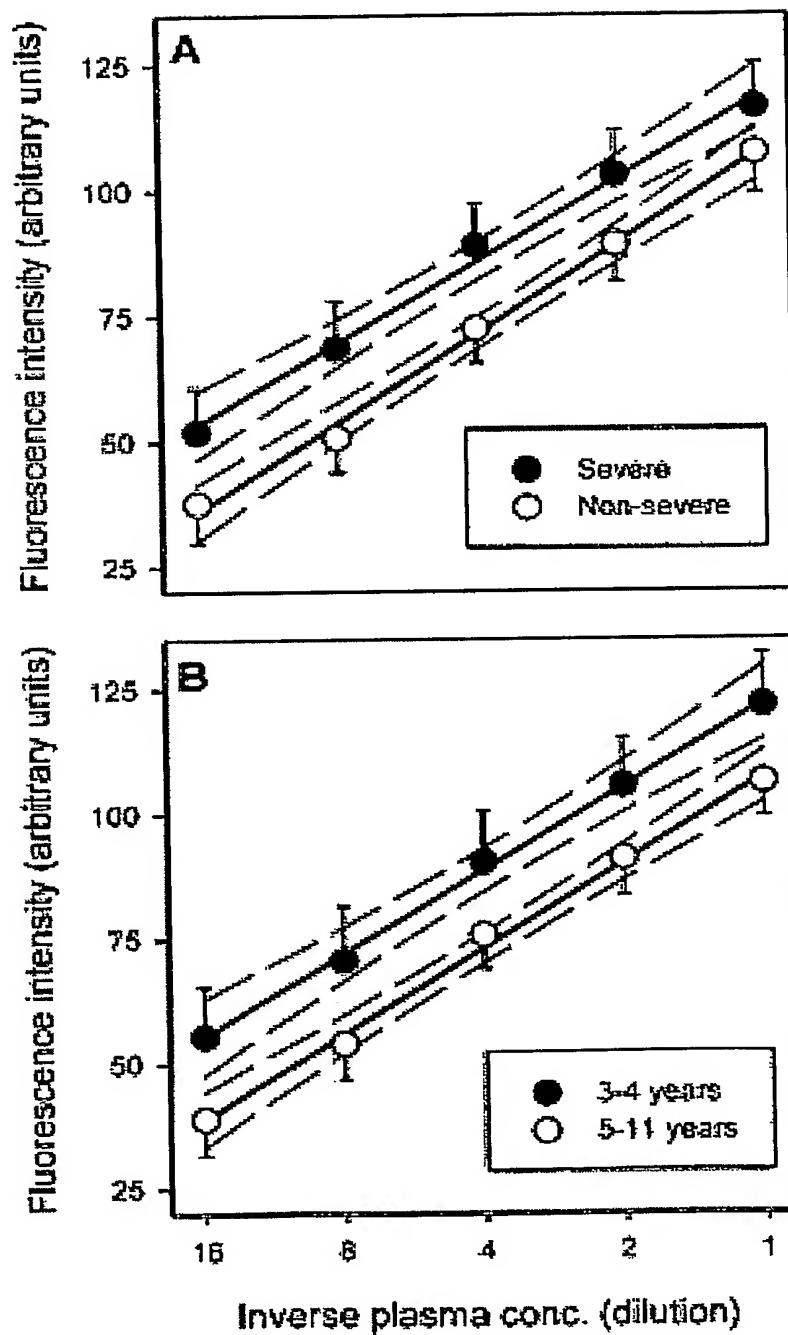 A
Fluorescence intensity (arbitrary units)
125
100
75
50
25
Severe
Non-severe
B
Fluorescence intensity (arbitrary units)
125
100
75
50
25
3-4 years
5-11 years
16
8
4
2
1
Inverse plasma conc. (dilution)